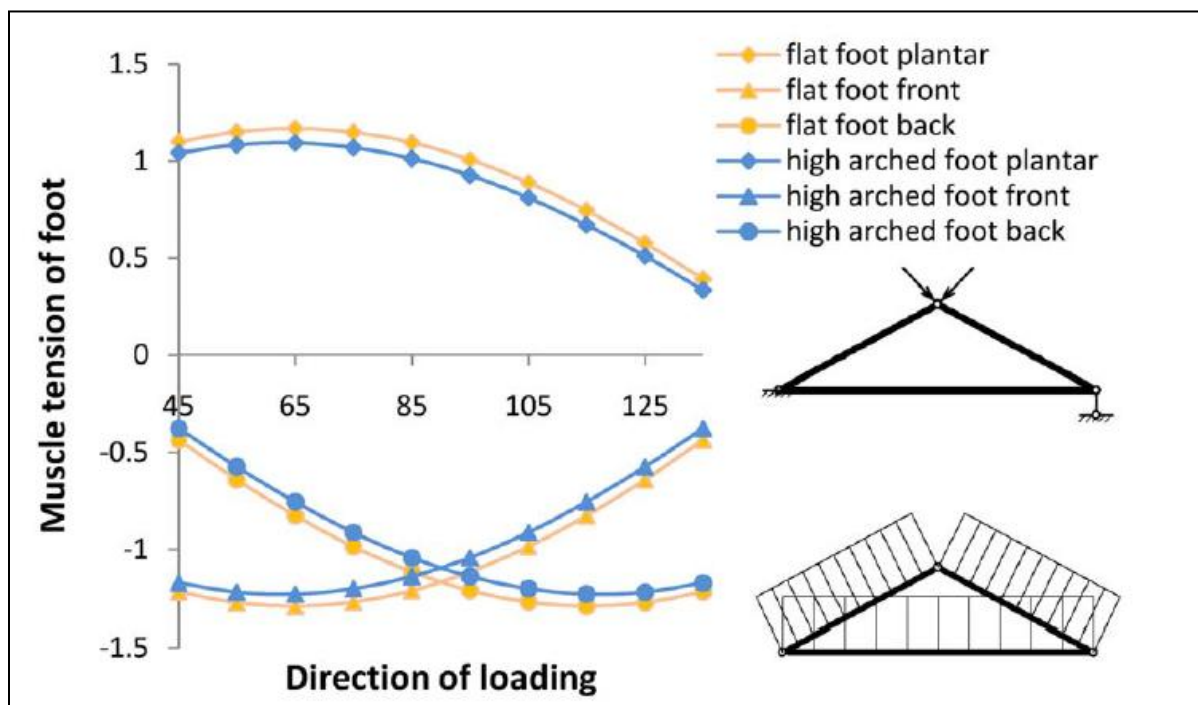 Muscle tension of foot
1.5
1
0.5
0
-0.5
-1
-1.5
45 65 85 105 125
Direction of loading
flat foot plantar
flat foot front
flat foot back
high arched foot plantar
high arched foot front
high arched foot back